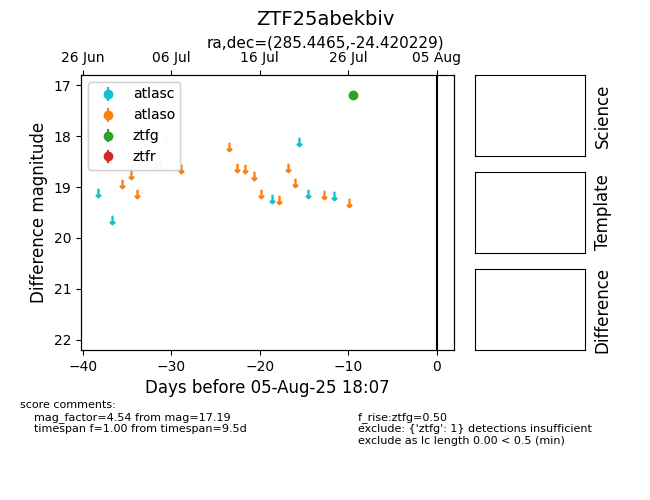 ZTF25abekbiv
ra,dec=(285.4465,-24.420229)
26 Jun 06 Jul 16 Jul 26 Jul 05 Aug
atlasc
atlaso
ztfg
ztfr
17
18
19
20
21
22
Difference magnitude
−40 −30 −20 −10 0
Days before 05-Aug-25 18:07
Science
Template
Difference
score comments:
mag_factor=4.54 from mag=17.19
timespan f=1.00 from timespan=9.5d
f_rise:ztfg=0.50
exclude: {'ztfg': 1} detections insufficient
exclude as lc length 0.00 < 0.5 (min)